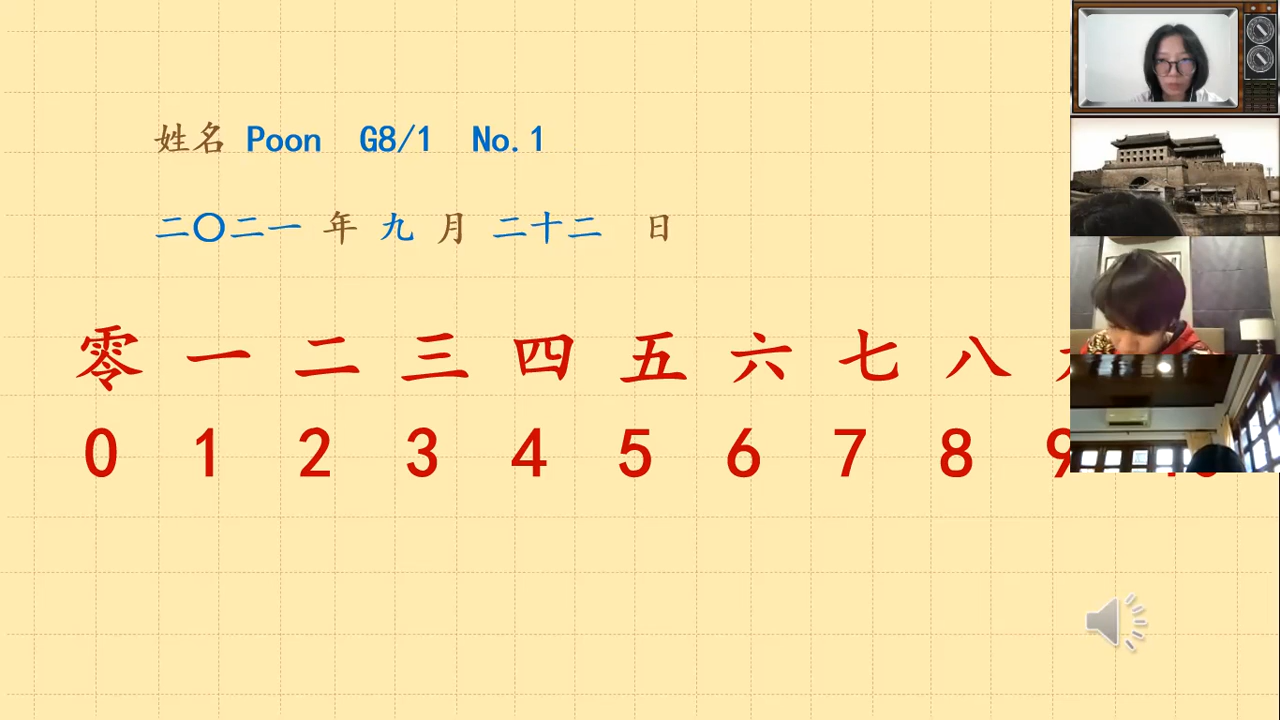 姓名 Poon G8/1 No.1
二〇二一 年 九 月 二十二 日
零 一 二 三 四 五 六 七 八
0 1 2 3 4 5 6 7 8 9